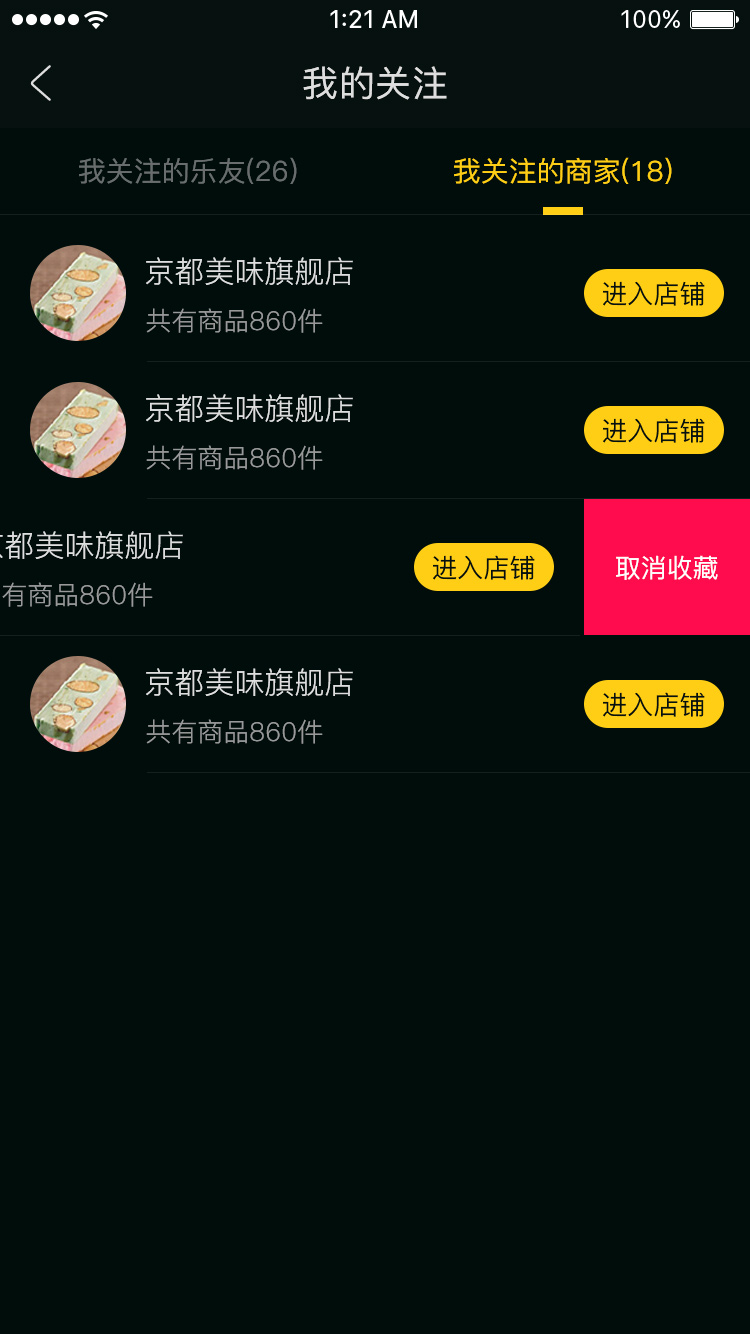 1:21 AM 100%
我的关注
我关注的乐友(26) 我关注的商家(18)
京都美味旗舰店
共有商品860件
进入店铺
京都美味旗舰店
共有商品860件
进入店铺
都美味旗舰店
有商品860件
进入店铺
取消收藏
京都美味旗舰店
共有商品860件
进入店铺